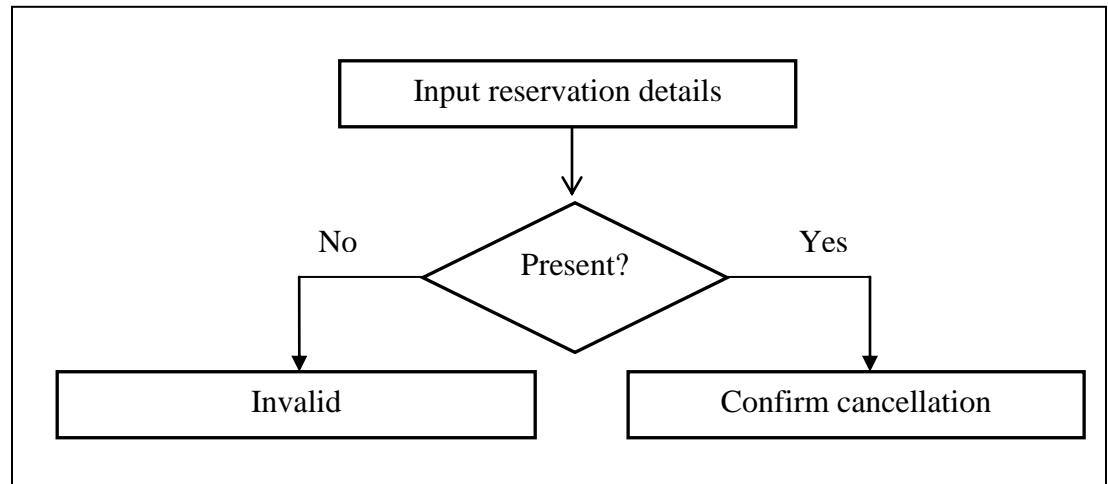 Input reservation details
No
Yes
Present?
Invalid
Confirm cancellation